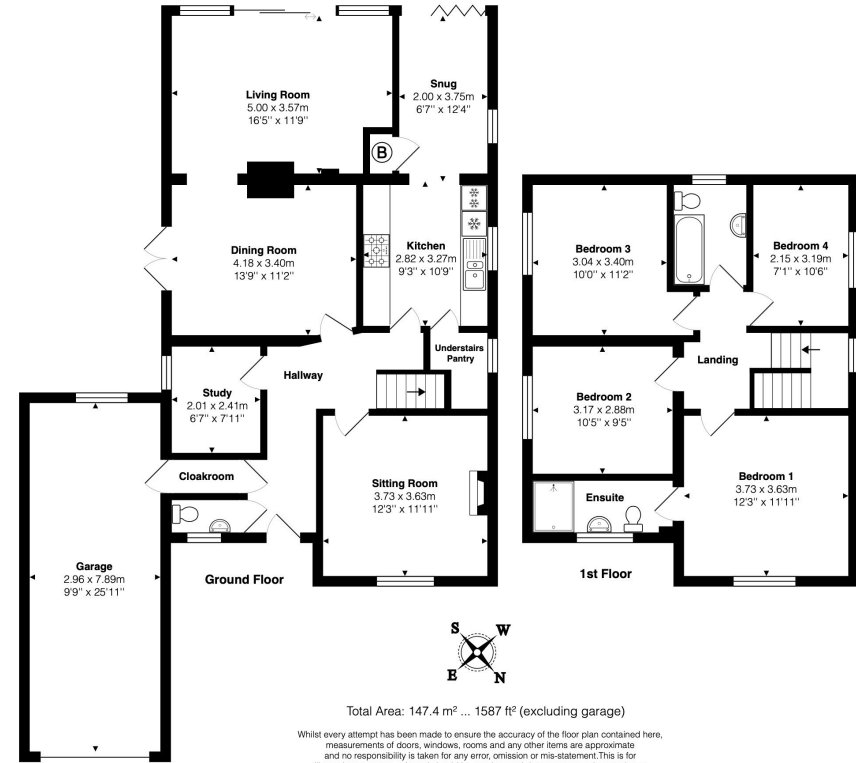 Living Room
5.00 x 3.57m
16'5" x 11'9"
Snug
2.00 x 3.75m
6'7" x 12'4"
B
Dining Room
4.18 x 3.40m
13'9" x 11'2"
Kitchen
2.82 x 3.27m
9'3" x 10'9"
Understairs
Pantry
Hallway
Study
2.01 x 2.41m
6'7" x 7'11"
Cloakroom
Sitting Room
3.73 x 3.63m
12'3" x 11'11"
Garage
2.96 x 7.89m
9'9" x 25'11"
Ground Floor
Bedroom 3
3.04 x 3.40m
10'0" x 11'2"
Bedroom 4
2.15 x 3.19m
7'1" x 10'6"
Landing
Bedroom 2
3.17 x 2.88m
10'5" x 9'5"
Ensuite
Bedroom 1
3.73 x 3.63m
12'3" x 11'11"
1st Floor
S W
E N
Total Area: 147.4 m² ... 1587 ft² (excluding garage)
Whilst every attempt has been made to ensure the accuracy of the floor plan contained here,
measurements of doors, windows, rooms and any other items are approximate
and no responsibility is taken for any error, omission or mis-statement.This is for